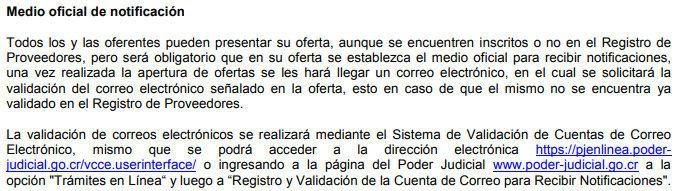 Medio oficial de notificación
Todos los y las oferentes pueden presentar su oferta, aunque se encuentren inscritos o no en el Registro de
Proveedores, pero será obligatorio que en su oferta se establezca el medio oficial para recibir notificaciones,
una vez realizada la apertura de ofertas se les hará llegar un correo electrónico, en el cual se solicitará la
validación del correo electrónico señalado en la oferta, esto en caso de que el mismo no se encuentra ya
validado en el Registro de Proveedores.
La validación de correos electrónicos se realizará mediante el Sistema de Validación de Cuentas de Correo
Electrónico, mismo que se podrá acceder a la dirección electrónica https://pjenlinea.poder-
judicial.go.cr/vcce.userinterface/ o ingresando a la página del Poder Judicial www.poder-judicial.go.cr a la
opción "Trámites en Línea“ y luego a “Registro y Validación de la Cuenta de Correo para Recibir Notificaciones".